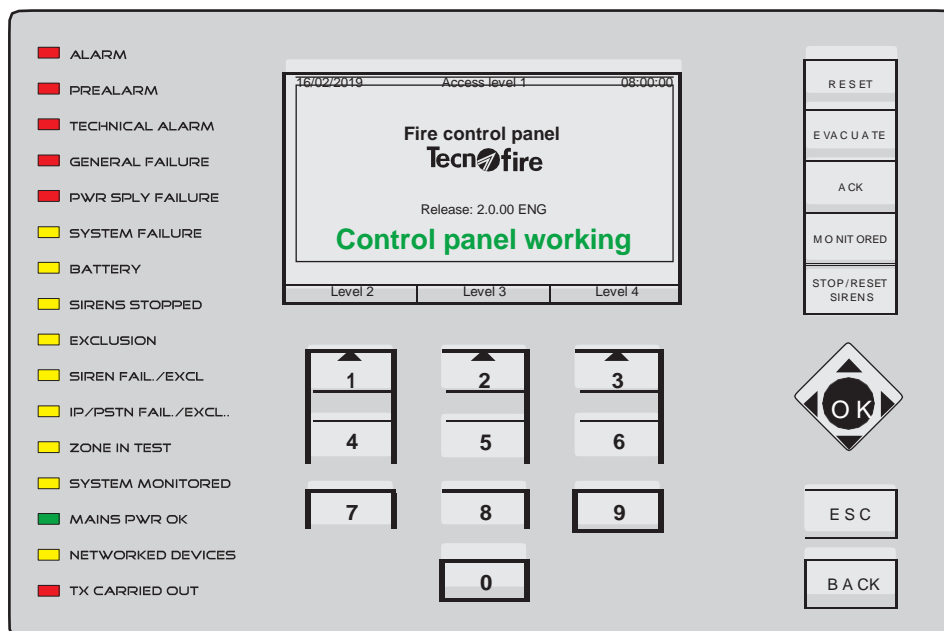 ALARM
PREALARM
TECHNICAL ALARM
GENERAL FAILURE
PWR SPLY FAILURE
SYSTEM FAILURE
BATTERY
SIRENS STOPPED
EXCLUSION
SIREN FAIL./EXCL
IP/PSTN FAIL./EXCL..
ZONE IN TEST
SYSTEM MONITORED
MAINS PWR OK
NETWORKED DEVICES
TX CARRIED OUT
16/02/2019 Access level 1 08:00:00
Fire control panel
Tecnofire
Release: 2.0.00 ENG
Control panel working
Level 2 Level 3 Level 4
1 2 3
4 5 6
7 8 9
0
RESET
EVACUATE
ACK
MONITORED
STOP/RESET
SIRENS
OK
ESC
BACK